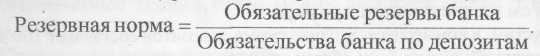 Обязательные резервы банка
Резервная норма =
Обязательства банка по депозитам.